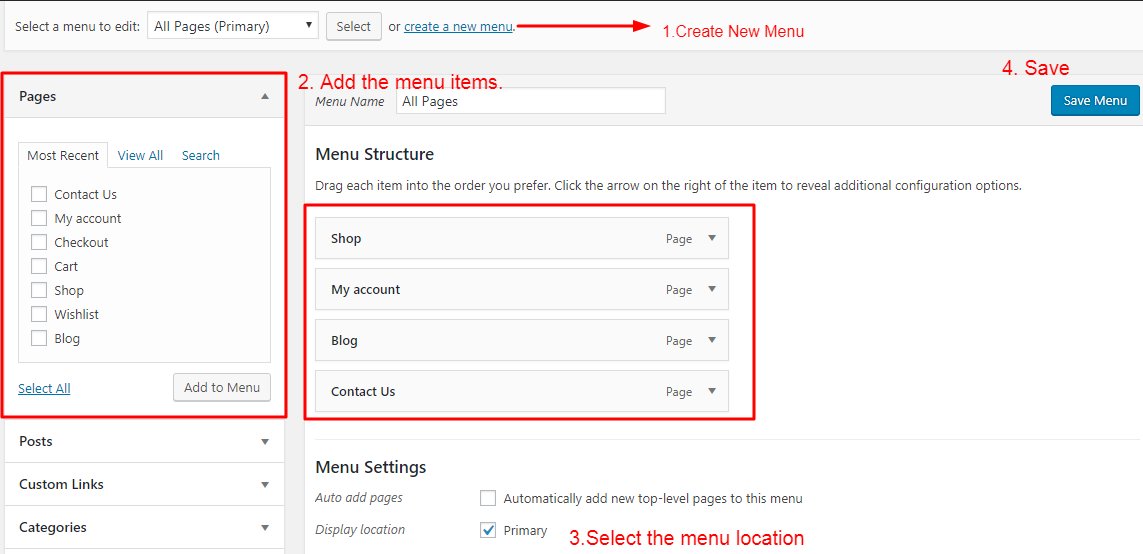 Select a menu to edit: All Pages (Primary) Select or create a new menu. 1.Create New Menu
2. Add the menu items.
4. Save
Pages
Menu Name All Pages
Save Menu
Most Recent View All Search
Contact Us
My account
Checkout
Cart
Shop
Wishlist
Blog
Select All Add to Menu
Posts
Custom Links
Categories
Menu Structure
Drag each item into the order you prefer. Click the arrow on the right of the item to reveal additional configuration options.
Shop Page
My account Page
Blog Page
Contact Us Page
Menu Settings
Auto add pages Automatically add new top-level pages to this menu
Display location Primary 3.Select the menu location